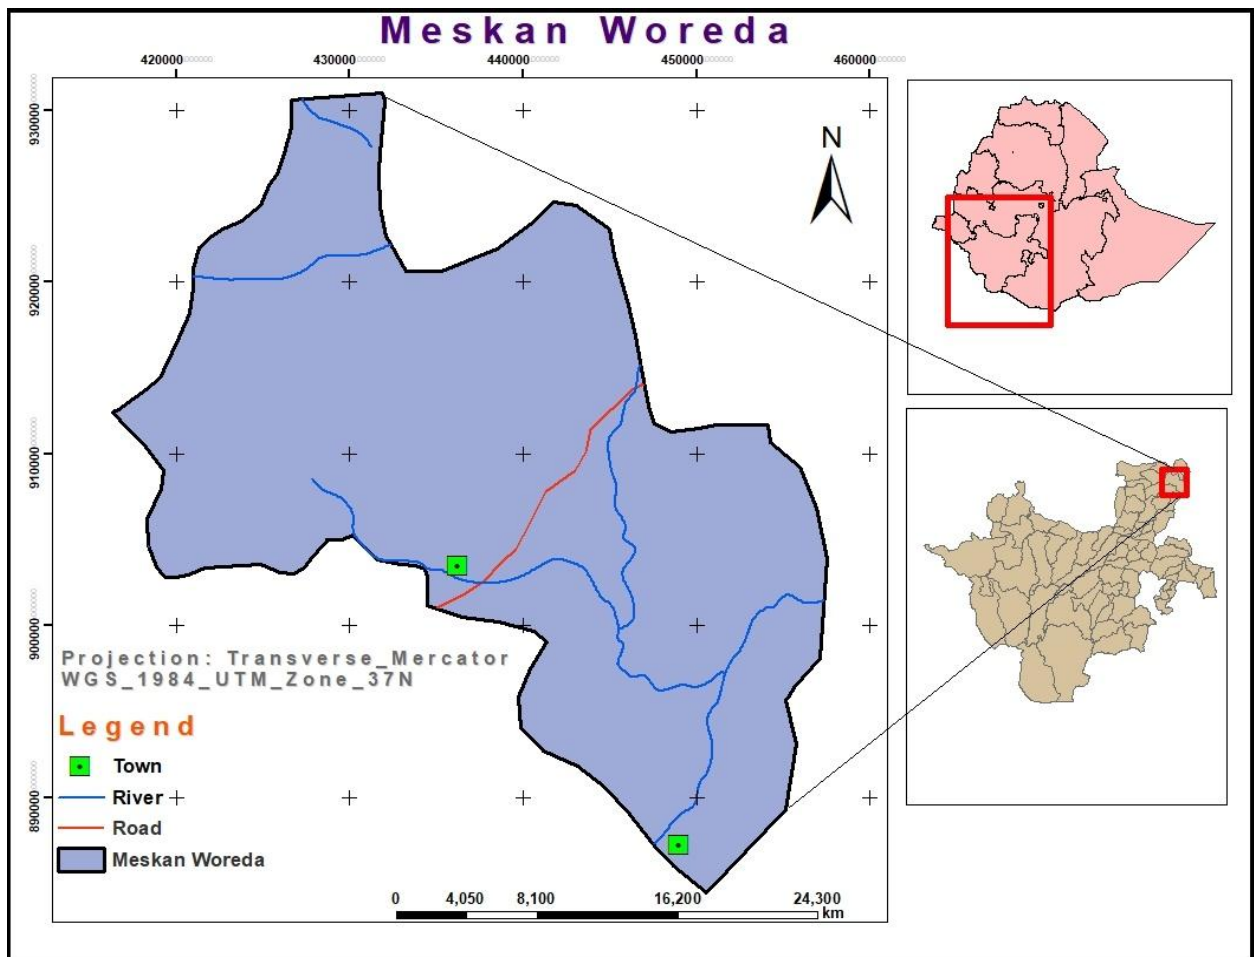 Meskan Woreda
420000 430000 440000 450000 460000
930000
920000
910000
900000
890000
N
Projection: Transverse_Mercator
WGS_1984_UTM_Zone_37N
Legend
Town
River
Road
Meskan Woreda
0 4,050 8,100 16,200 24,300
km